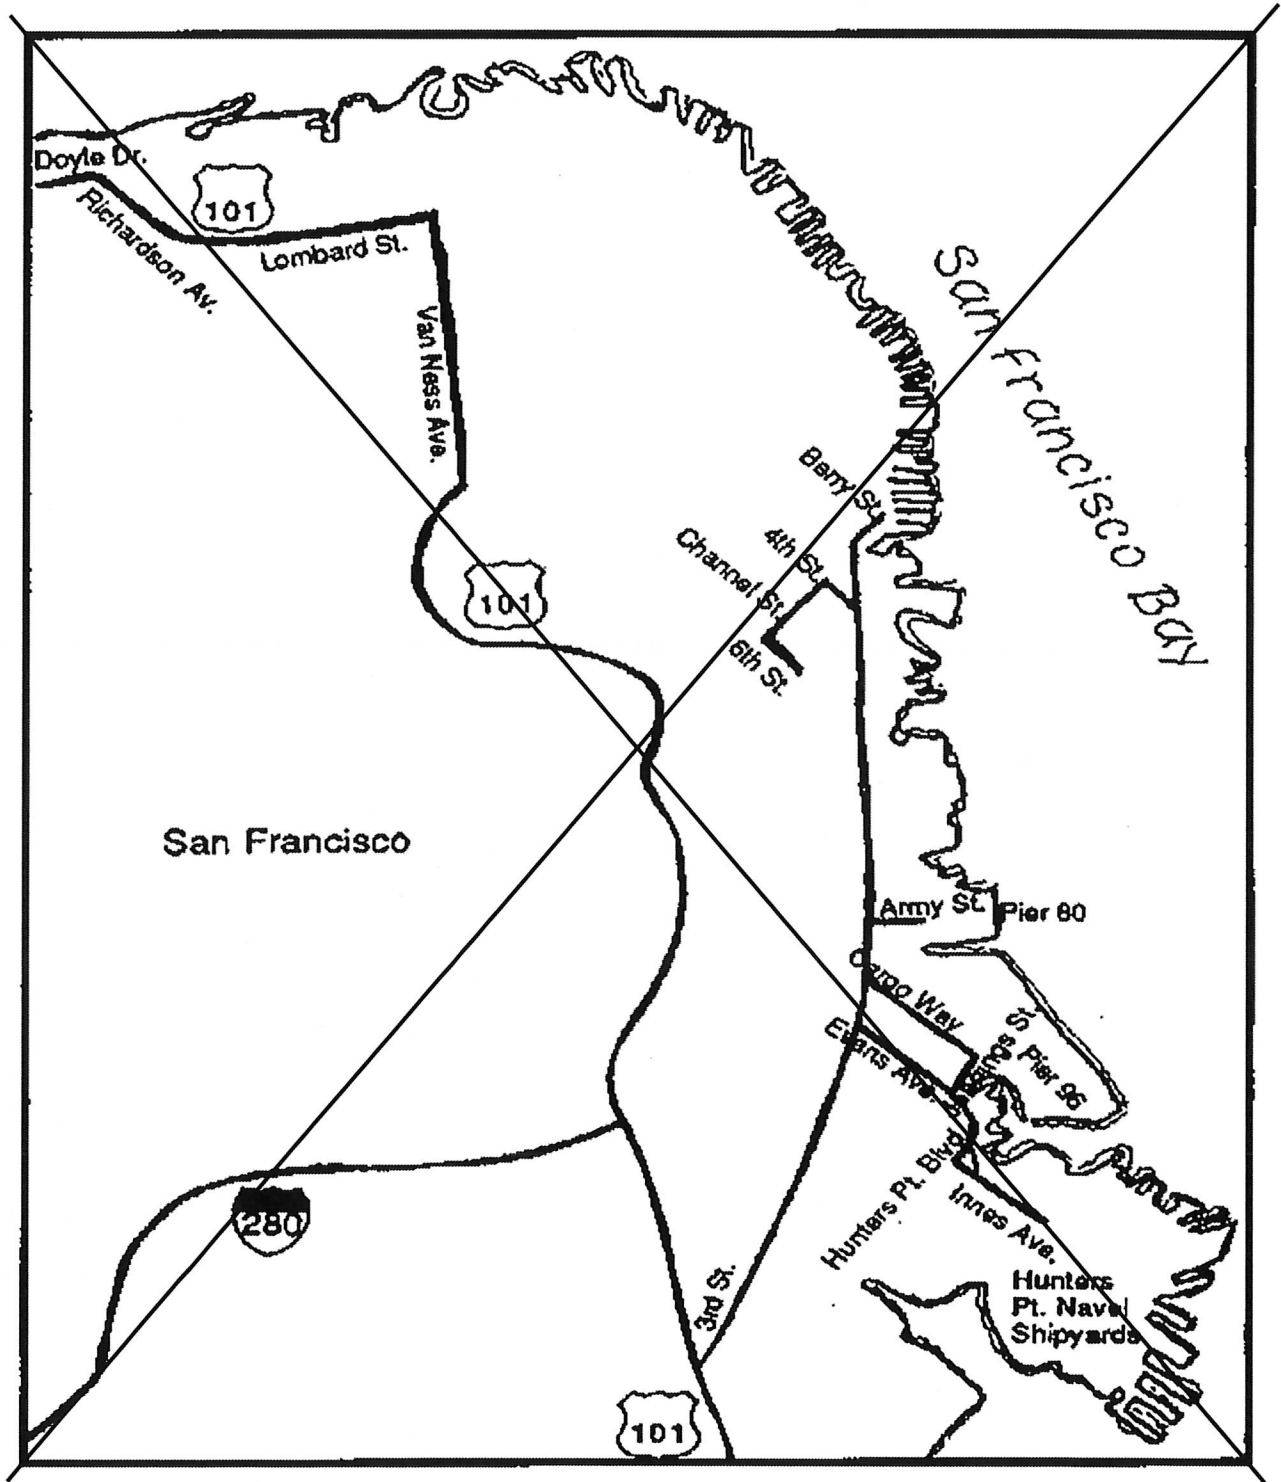 Doyle Dr.
101
Richardson Av.
Lombard St.
Van Ness Ave.
San Francisco Bay
Berry St.
4th St.
Channel St.
6th St.
101
San Francisco
Army St.
Pier 80
Cargo Way
Evans Ave.
St.
Pier 96
Hunters Pt. Blvd.
Innes Ave.
280
Hunters
Pt. Naval
Shipyards
3rd St.
101